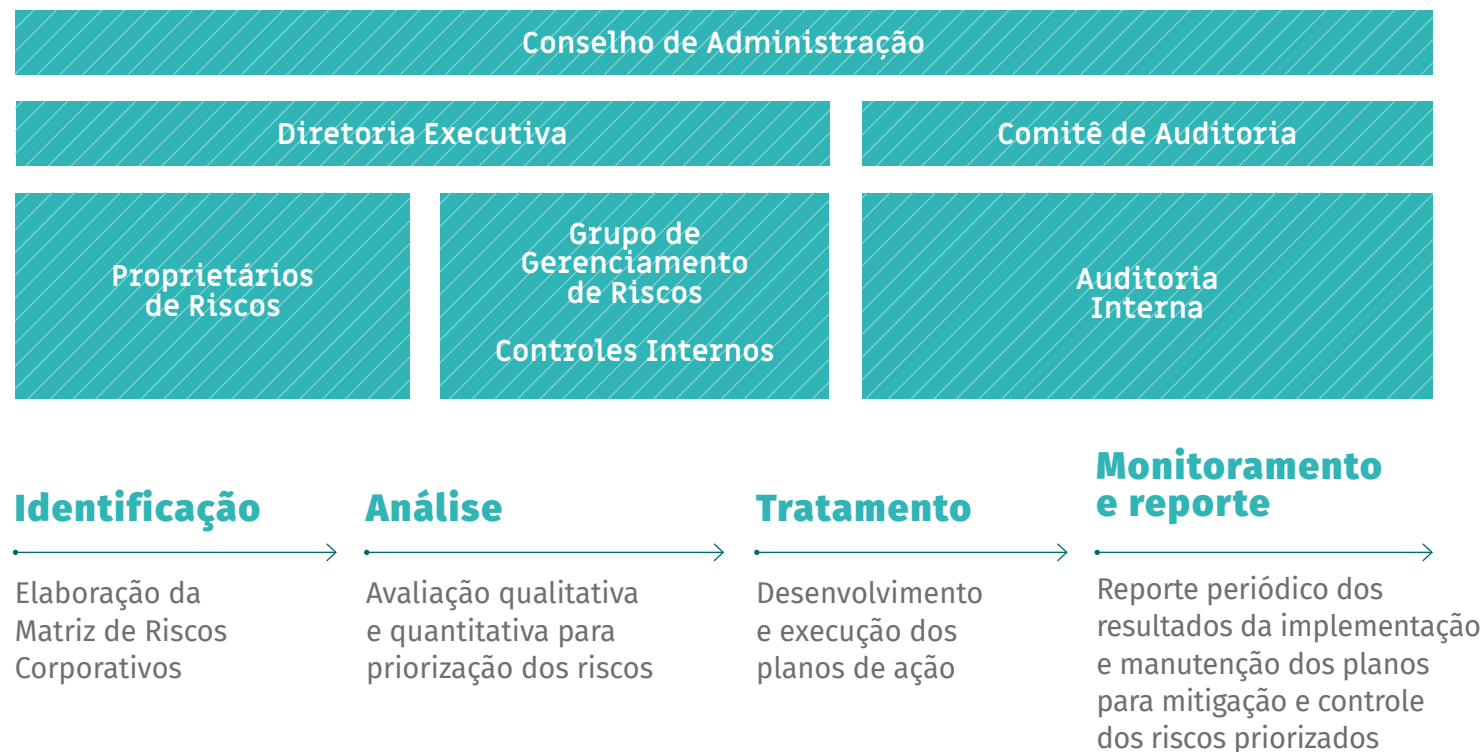 Conselho de Administração
Diretoria Executiva
Comitê de Auditoria
Proprietários
de Riscos
Grupo de
Gerenciamento
de Riscos
Controles Internos
Auditoria
Interna
Identificação
Elaboração da
Matriz de Riscos
Corporativos
Análise
Avaliação qualitativa
e quantitativa para
priorização dos riscos
Tratamento
Desenvolvimento
e execução dos
planos de ação
Monitoramento
e reporte
Reporte periódico dos
resultados da implementação
e manutenção dos planos
para mitigação e controle
dos riscos priorizados